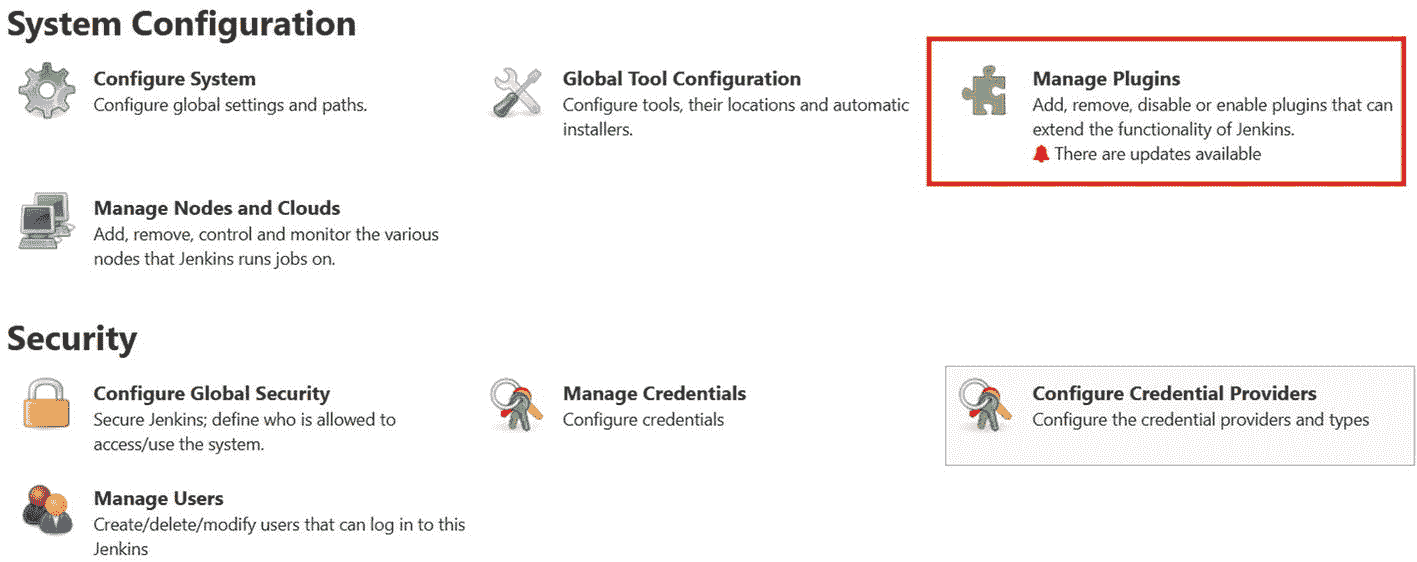 System Configuration
Configure System
Configure global settings and paths.
Global Tool Configuration
Configure tools, their locations and automatic
installers.
Manage Plugins
Add, remove, disable or enable plugins that can
extend the functionality of Jenkins.
There are updates available
Manage Nodes and Clouds
Add, remove, control and monitor the various
nodes that Jenkins runs jobs on.
Security
Configure Global Security
Secure Jenkins; define who is allowed to
access/use the system.
Manage Credentials
Configure credentials
Configure Credential Providers
Configure the credential providers and types
Manage Users
Create/delete/modify users that can log in to this
Jenkins